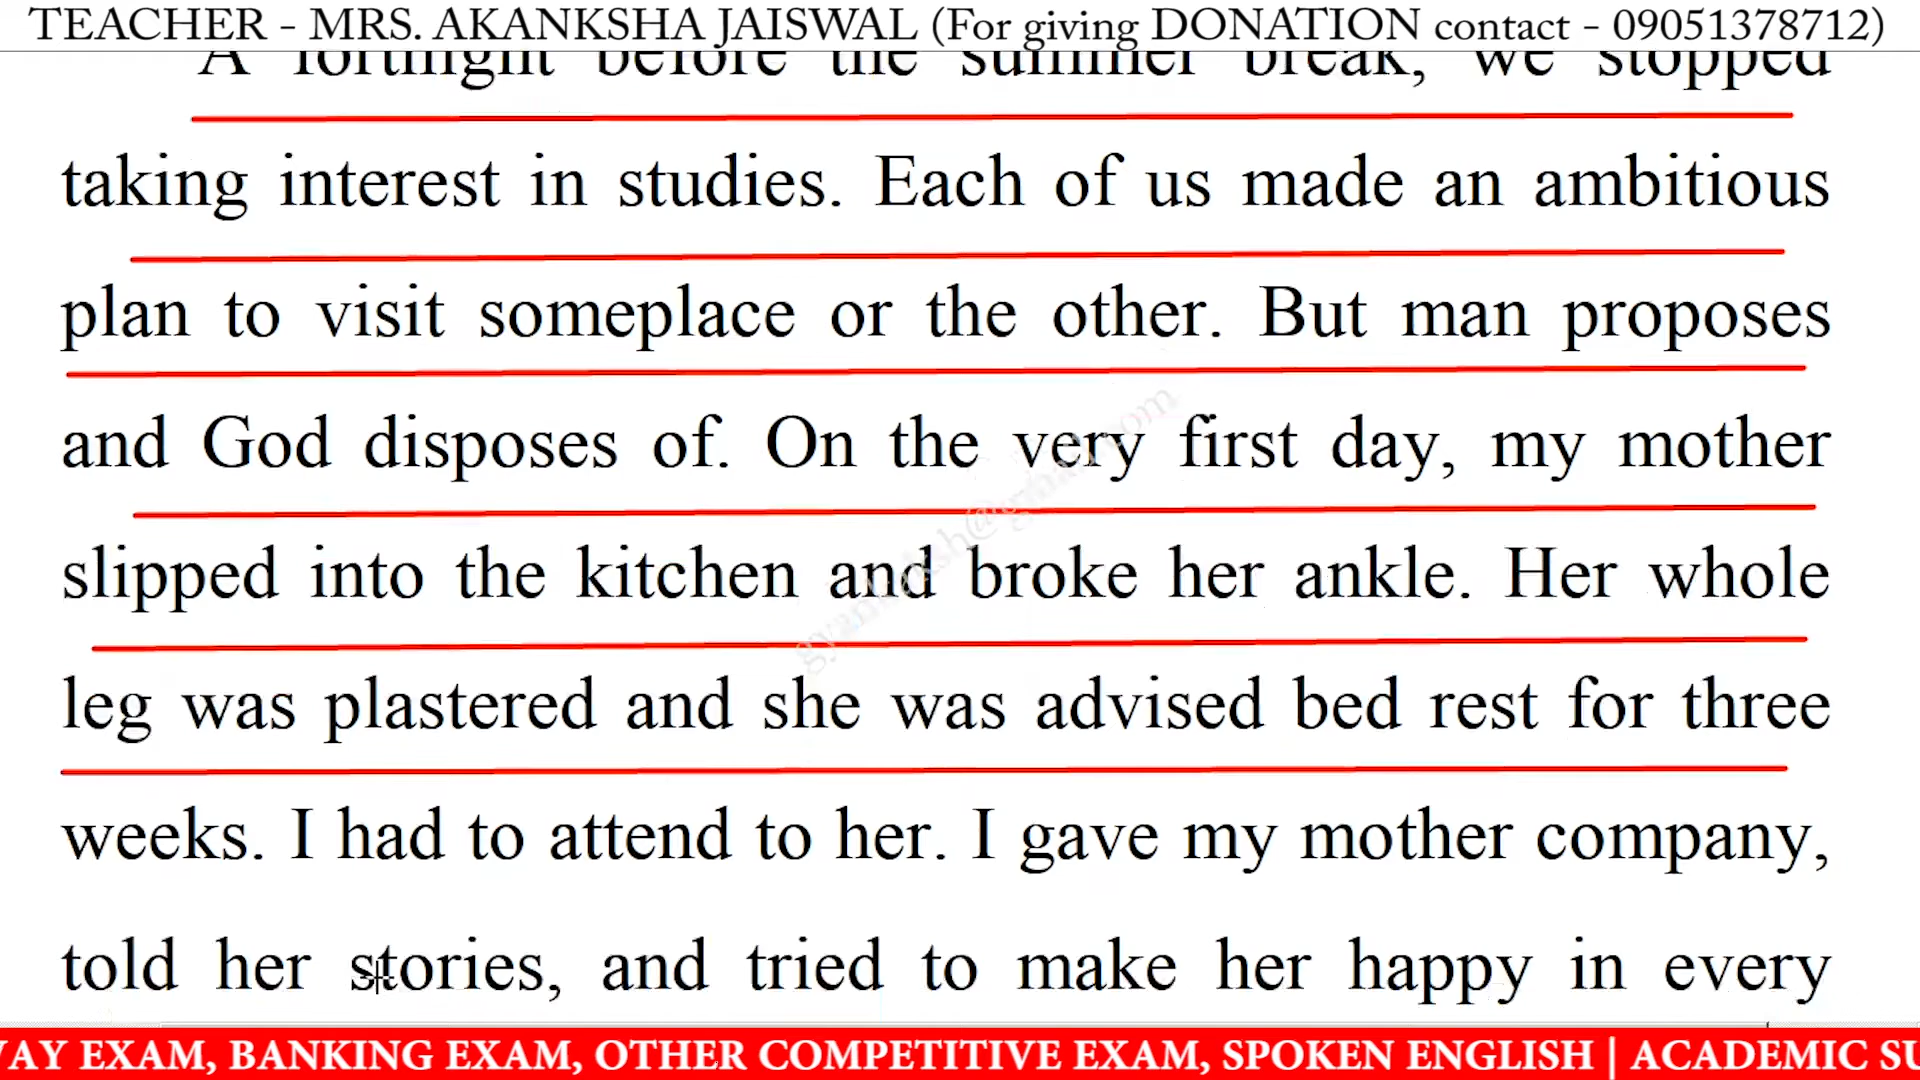 TEACHER - MRS. AKANKSHA JAISWAL (For giving DONATION contact - 09051378712)
A fortnight before the summer break, we stopped
taking interest in studies. Each of us made an ambitious
plan to visit someplace or the other. But man proposes
and God disposes of. On the very first day, my mother
slipped into the kitchen and broke her ankle. Her whole
leg was plastered and she was advised bed rest for three
weeks. I had to attend to her. I gave my mother company,
told her stories, and tried to make her happy in every
WAY EXAM, BANKING EXAM, OTHER COMPETITIVE EXAM, SPOKEN ENGLISH | ACADEMIC SU